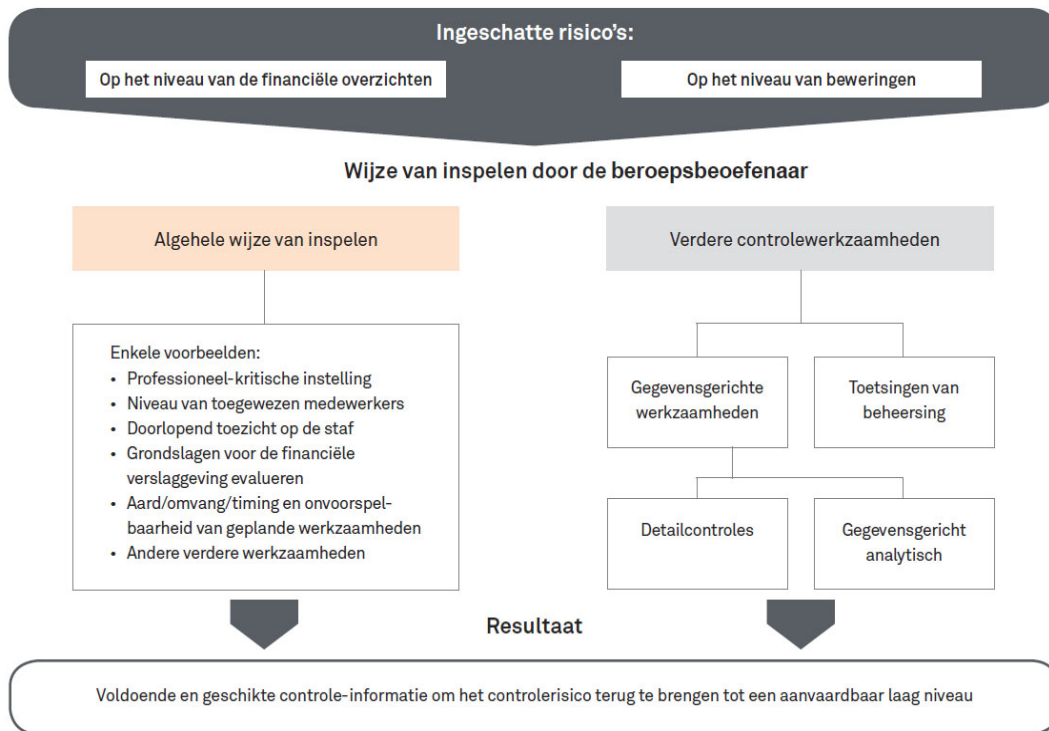 Ingeschatte risico's:
Op het niveau van de financiële overzichten
Op het niveau van beweringen
Wijze van inspelen door de beroepsbeoefenaar
Algehele wijze van inspelen
Enkele voorbeelden:
• Professioneel-kritische instelling
• Niveau van toegewezen medewerkers
• Doorlopend toezicht op de staf
• Grondslagen voor de financiële
verslaggeving evalueren
• Aard/omvang/timing en onvoorspel-
baarheid van geplande werkzaamheden
• Andere verdere werkzaamheden
Verdere controlewerkzaamheden
Gegevensgerichte
werkzaamheden
Toetsingen van
beheersing
Detailcontroles
Gegevensgericht
analytisch
Resultaat
Voldoende en geschikte controle-informatie om het controlerisico terug te brengen tot een aanvaardbaar laag niveau